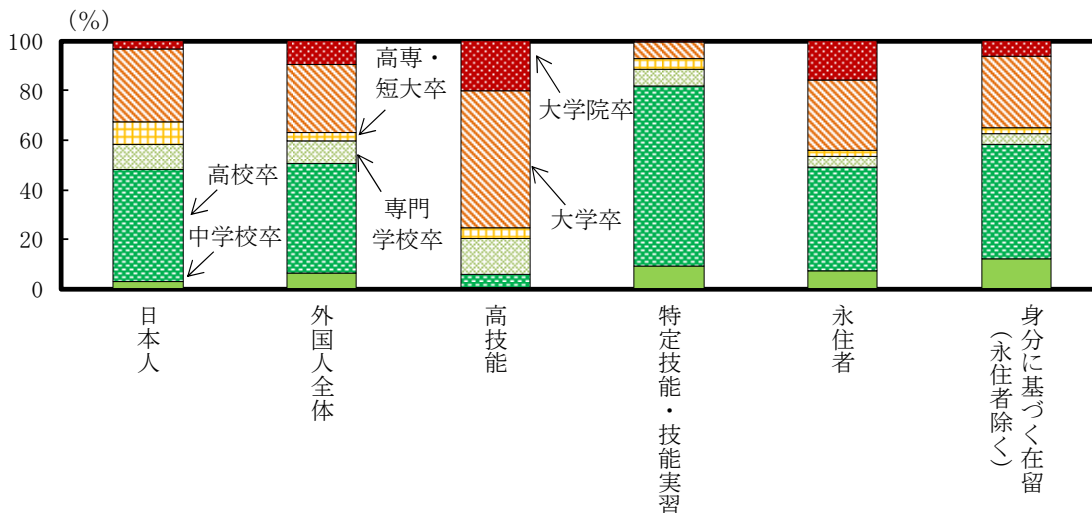 (%)
100
80
60
40
20
0
高専・
短大卒
大学院卒
高校卒
専門
学校卒
大学卒
中学校卒
日本人
外国人全体
高技能
特定技能・技能実習
永住者
身分に基づく在留
(永住者除く)